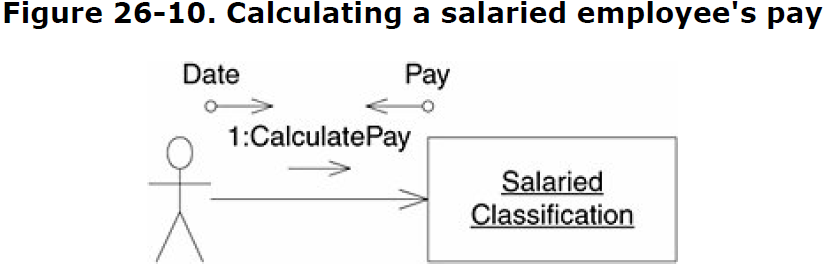 Figure 26-10. Calculating a salaried employee's pay
Date Pay
1:CalculatePay
Salaried
Classification